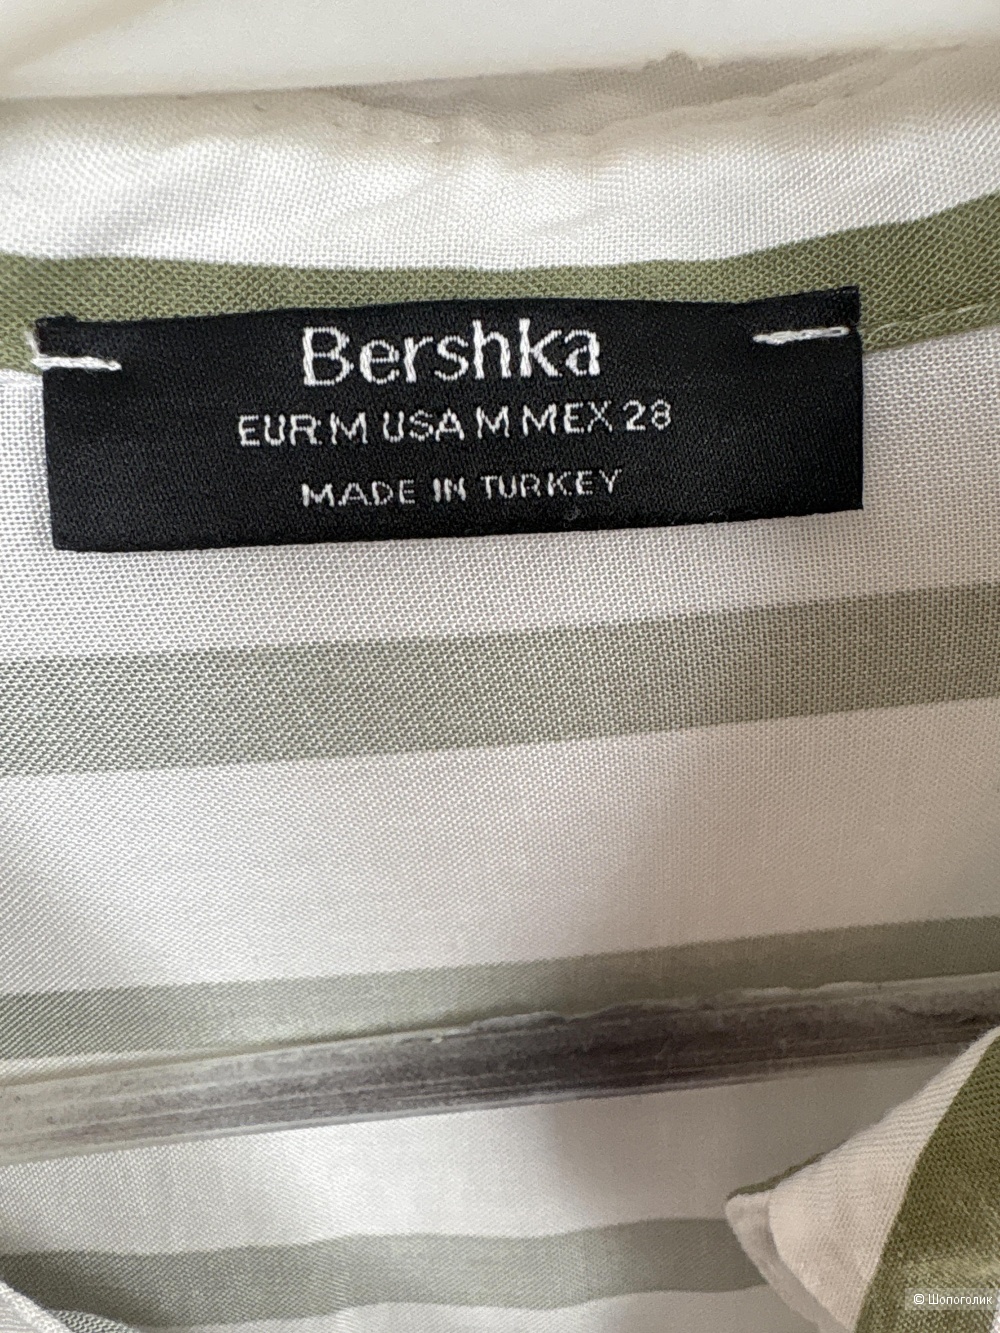 Bershka
EUR M USA M MEX 28
MADE IN TURKEY
© Шопоголик